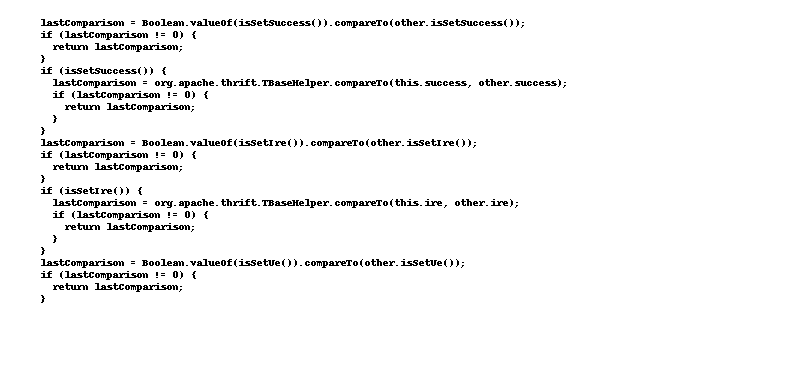 lastComparison = Boolean.valueOf(isSetSuccess()).compareTo(other.isSetSuccess());
if (lastComparison != 0) {
  return lastComparison;
}
if (isSetSuccess()) {
  lastComparison = org.apache.thrift.TBaseHelper.compareTo(this.success, other.success);
  if (lastComparison != 0) {
    return lastComparison;
  }
}
lastComparison = Boolean.valueOf(isSetIre()).compareTo(other.isSetIre());
if (lastComparison != 0) {
  return lastComparison;
}
if (isSetIre()) {
  lastComparison = org.apache.thrift.TBaseHelper.compareTo(this.ire, other.ire);
  if (lastComparison != 0) {
    return lastComparison;
  }
}
lastComparison = Boolean.valueOf(isSetUe()).compareTo(other.isSetUe());
if (lastComparison != 0) {
  return lastComparison;
}